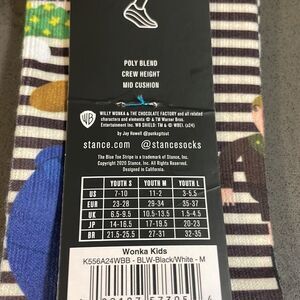 POLY BLEND
CREW HEIGHT
MID CUSHION
WB
WILLY WONKA & THE CHOCOLATE FACTORY and all related
characters and elements © & ™ Warner Bros.
Entertainment Inc. WB SHIELD: ™ & © WBEI. (s24)
by Jay Howell @punksgitcut
stance.com @stancesocks
The Blue Toe Stripe is a trademark of Stance, Inc.
Copyright 2020 Stance, Inc. All Rights Reserved.
Designed in California.
YOUTH S YOUTH M YOUTH L
US 7-10 11-2 3-6
EUR 23-28 29-34 35-37
UK 6.5-9.5 10.5-13.5 1.5-4.5
JP 14-16.5 17-19.5 20-23
BR 21.5-25.5 27-31 32-35
Wonka Kids
K556A24WBB - BLW-Black/White - M